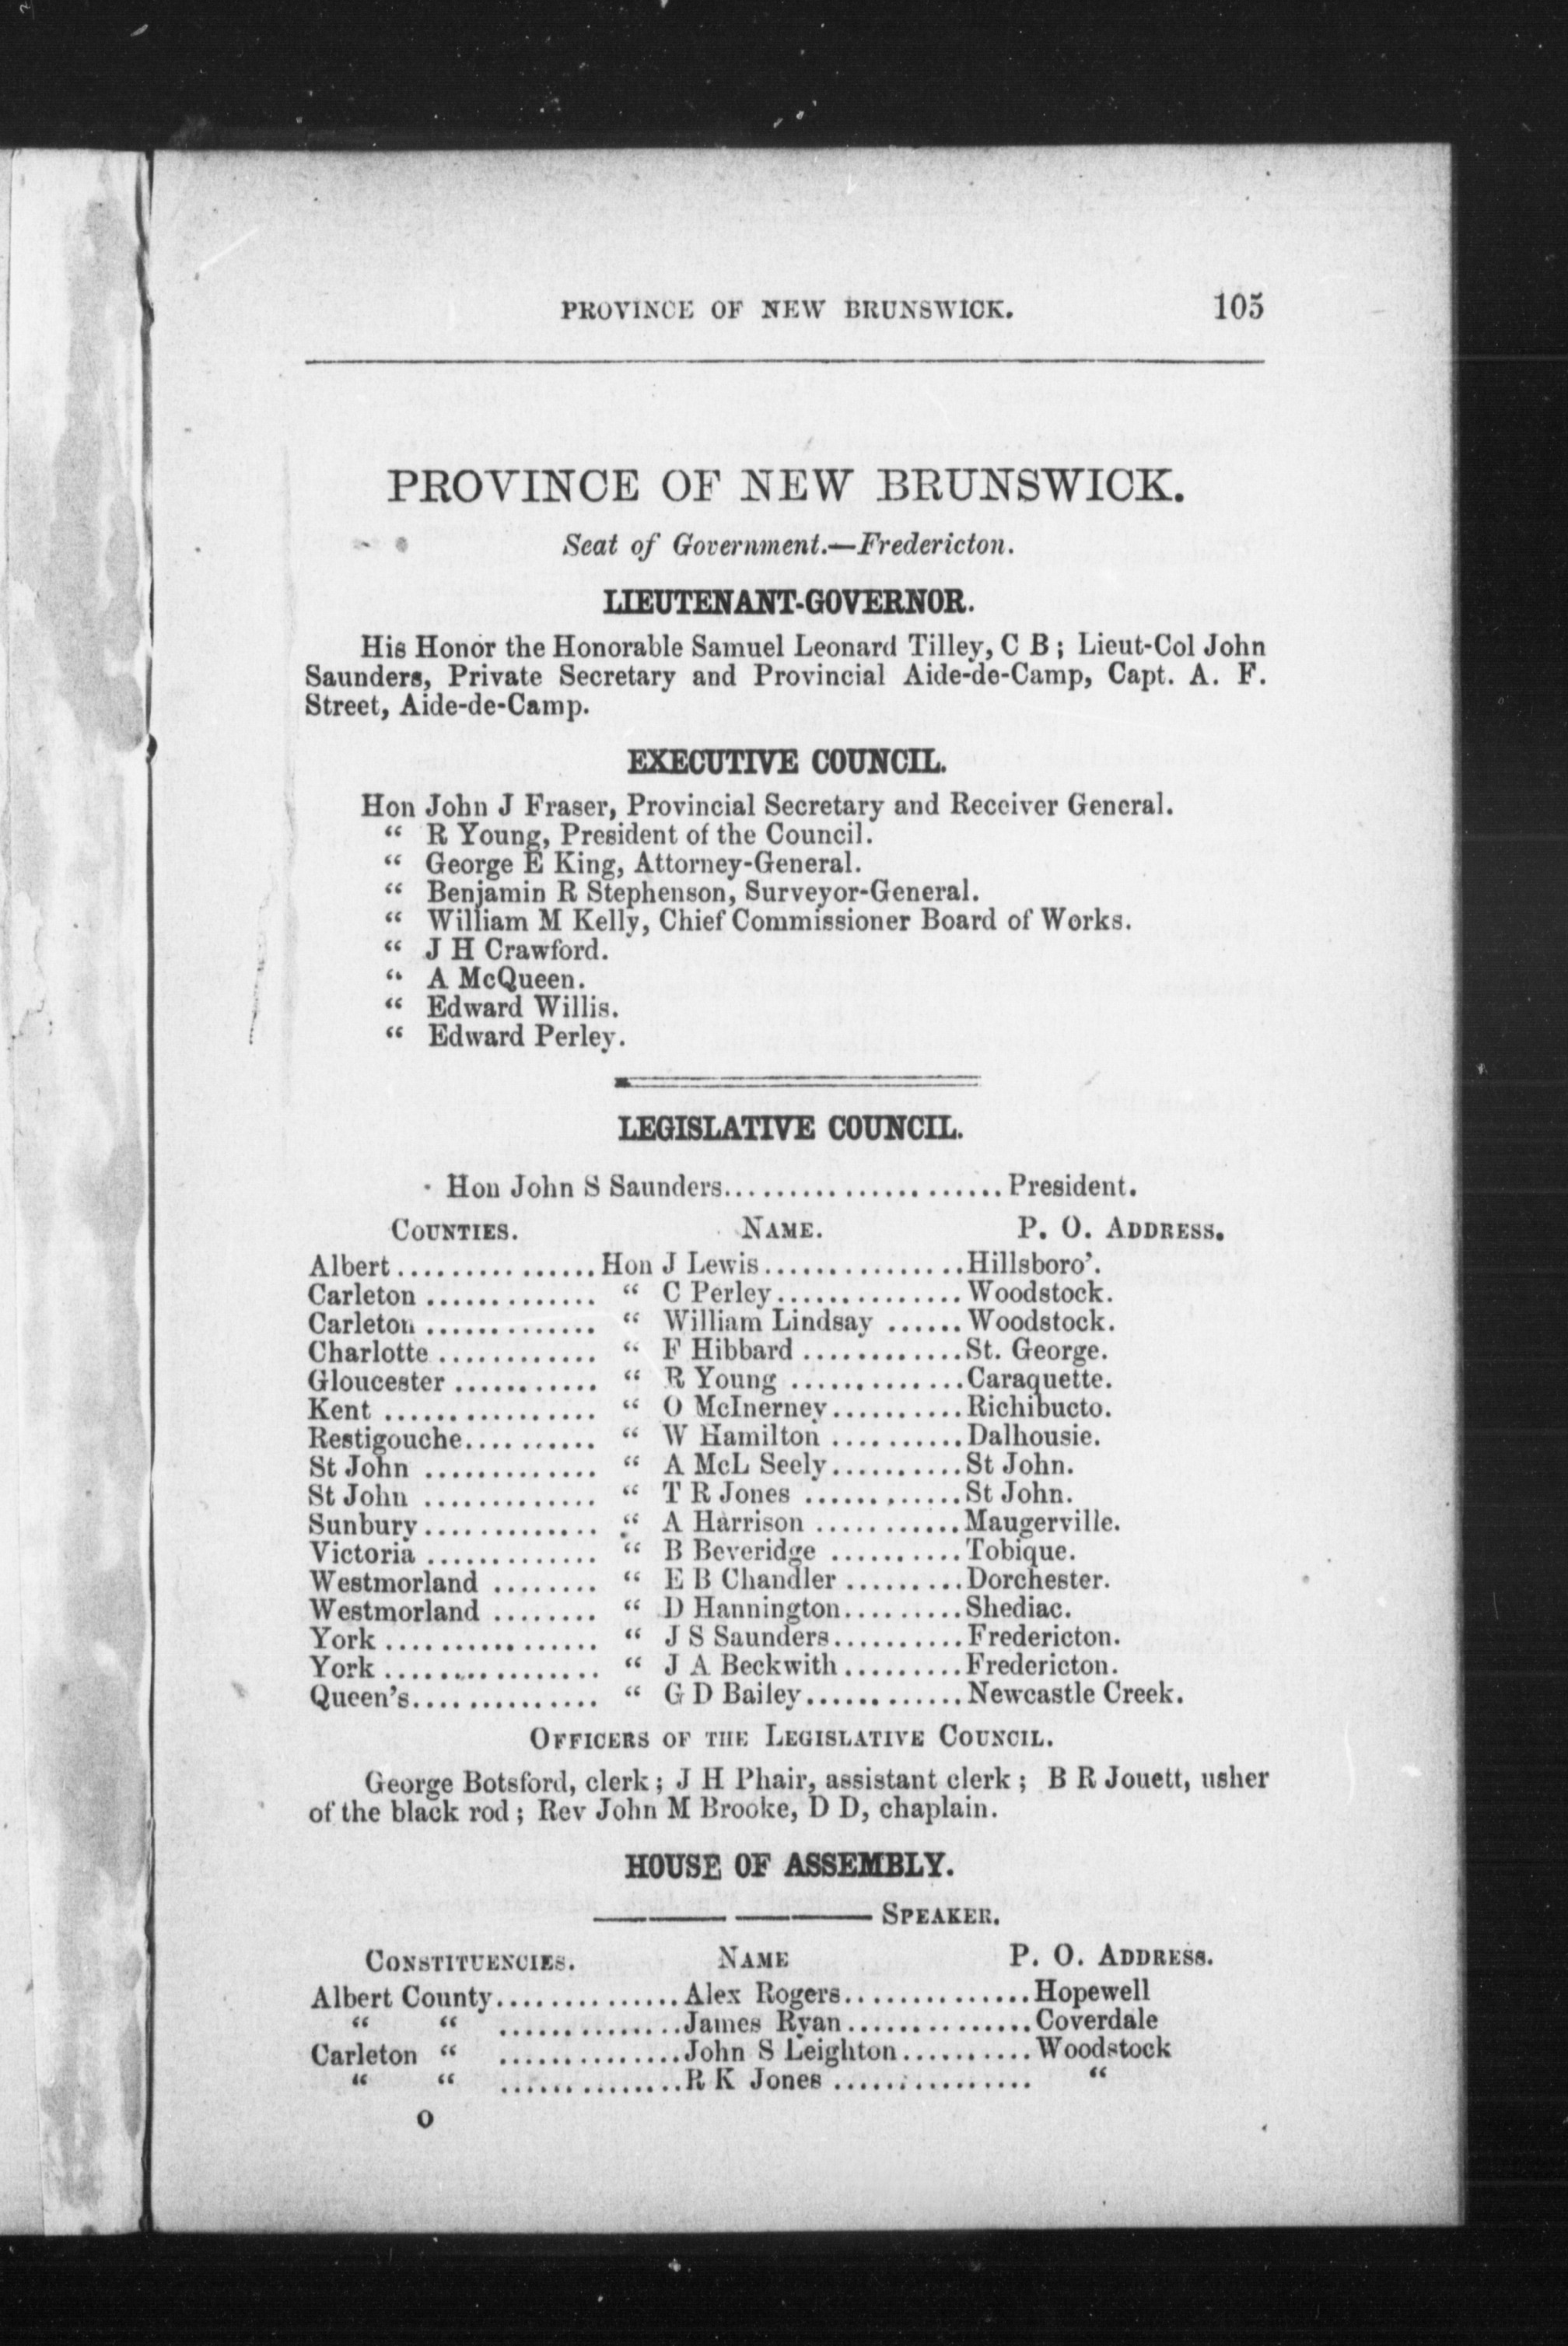 PROVINCE OF NEW BRUNSWICK. 105
PROVINCE OF NEW BRUNSWICK.
Seat of Government.—Fredericton.
LIEUTENANT-GOVERNOR.
His Honor the Honorable Samuel Leonard Tilley, C B; Lieut-Col John
Saunders, Private Secretary and Provincial Aide-de-Camp, Capt. A. F.
Street, Aide-de-Camp.
EXECUTIVE COUNCIL.
Hon John J Fraser, Provincial Secretary and Receiver General.
“ R Young, President of the Council.
“ George E King, Attorney-General.
“ Benjamin R Stephenson, Surveyor-General.
“ William M Kelly, Chief Commissioner Board of Works.
“ J H Crawford.
“ A McQueen.
“ Edward Willis.
“ Edward Perley.
LEGISLATIVE COUNCIL.
Hon John S Saunders..................... President.
COUNTIES. NAME. P. O. ADDRESS.
Albert................Hon J Lewis...............Hillsboro’.
Carleton ............. “ C Perley..............Woodstock.
Carleton ............. “ William Lindsay ......Woodstock.
Charlotte ............ “ F Hibbard ............St. George.
Gloucester ........... “ R Young .............Caraquette.
Kent ................ “ O McInerney..........Richibucto.
Restigouche.......... “ W Hamilton ..........Dalhousie.
St John ............. “ A McL Seely..........St John.
St John ............. “ T R Jones ............St John.
Sunbury............. “ A Harrison ...........Maugerville.
Victoria ............. “ B Beveridge ..........Tobique.
Westmorland ........ “ E B Chandler .........Dorchester.
Westmorland ........ “ D Hannington.........Shediac.
York ................ “ J S Saunders..........Fredericton.
York ................ “ J A Beckwith.........Fredericton.
Queen’s.............. “ G D Bailey............Newcastle Creek.
OFFICERS OF THE LEGISLATIVE COUNCIL.
George Botsford, clerk; J H Phair, assistant clerk; B R Jouett, usher
of the black rod; Rev John M Brooke, D D, chaplain.
HOUSE OF ASSEMBLY.
——— ——— SPEAKER.
CONSTITUENCIES. NAME P. O. ADDRESS.
Albert County..............Alex Rogers..............Hopewell
“ “ ..............James Ryan..............Coverdale
Carleton “ ..............John S Leighton..........Woodstock
“ “ ..............R K Jones ............... “
O